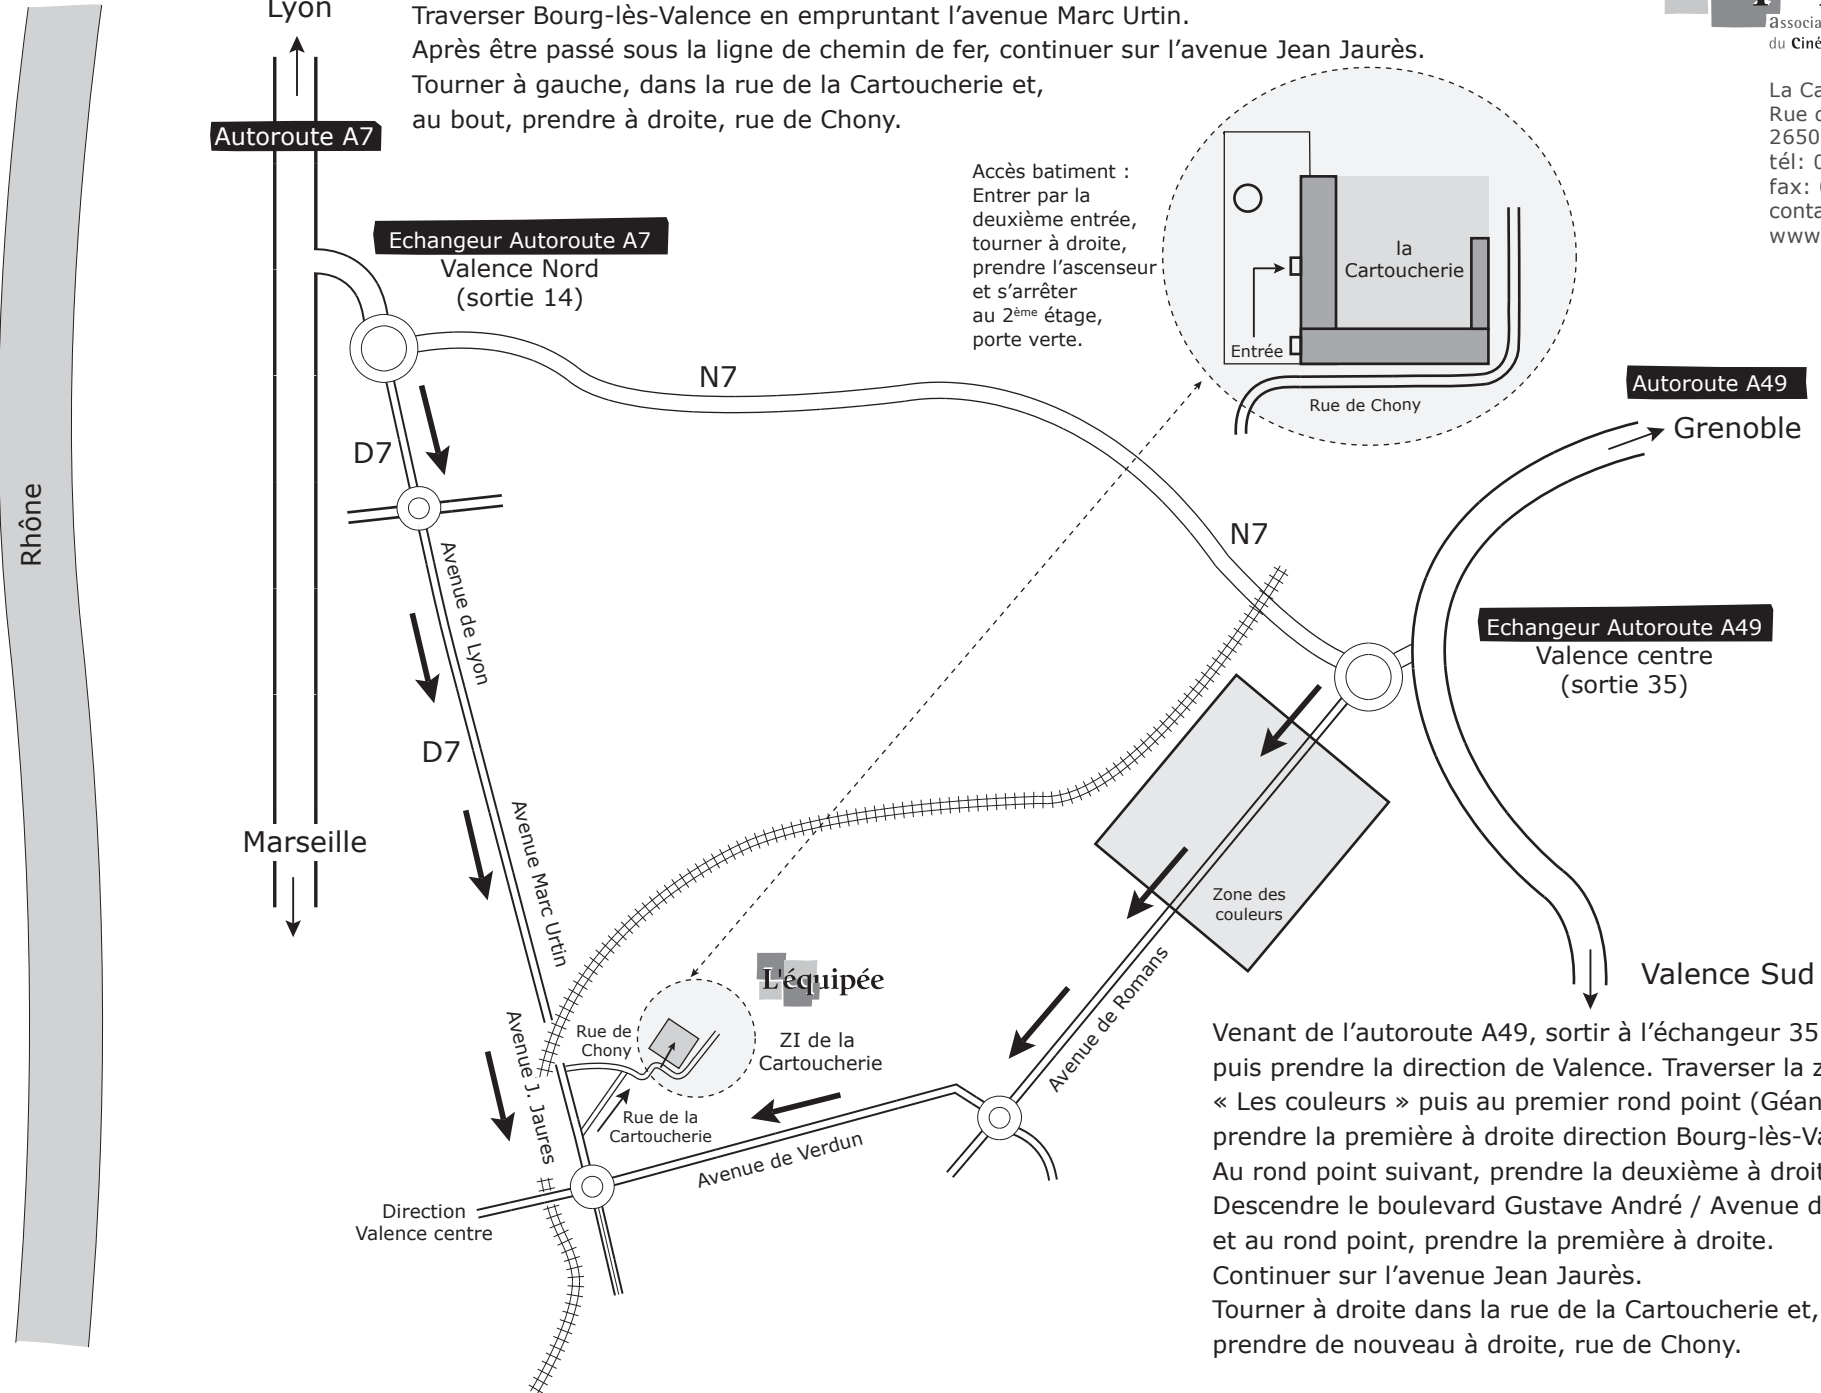 Lyon
Traverser Bourg-lès-Valence en empruntant l’avenue Marc Urtin.
Après être passé sous la ligne de chemin de fer, continuer sur l’avenue Jean Jaurès.
Tourner à gauche, dans la rue de la Cartoucherie et,
au bout, prendre à droite, rue de Chony.
du
La
Rue
tél:
fax:
www
Autoroute A7
Echangeur Autoroute A7
Valence Nord
(sortie 14)
Accès batiment :
Entrer par la
deuxième entrée,
tourner à droite,
prendre l’ascenseur
et s’arrêter
au 2ème étage,
porte verte.
la
Cartoucherie
Entrée
Rue de Chony
Autoroute A49
Grenoble
N7
D7
Rhône
N7
Avenue de Lyon
Echangeur Autoroute A49
Valence centre
(sortie 35)
D7
Marseille
Avenue Marc Urtin
Zone des
couleurs
Avenue de Romans
L'équipée
Valence Sud
Rue de
Chony
ZI de la
Cartoucherie
Avenue J. Jaures
Rue de la
Cartoucherie
Avenue de Verdun
Direction
Valence centre
Venant de l’autoroute A49, sortir à l’échangeur 35
puis prendre la direction de Valence. Traverser la
« Les couleurs » puis au premier rond point
prendre la première à droite direction
Au rond point suivant, prendre la deuxième à
Descendre le boulevard Gustave André / Avenue
et au rond point, prendre la première à droite.
Continuer sur l’avenue Jean Jaurès.
Tourner à droite dans la rue de la Cartoucherie et,
prendre de nouveau à droite, rue de Chony.